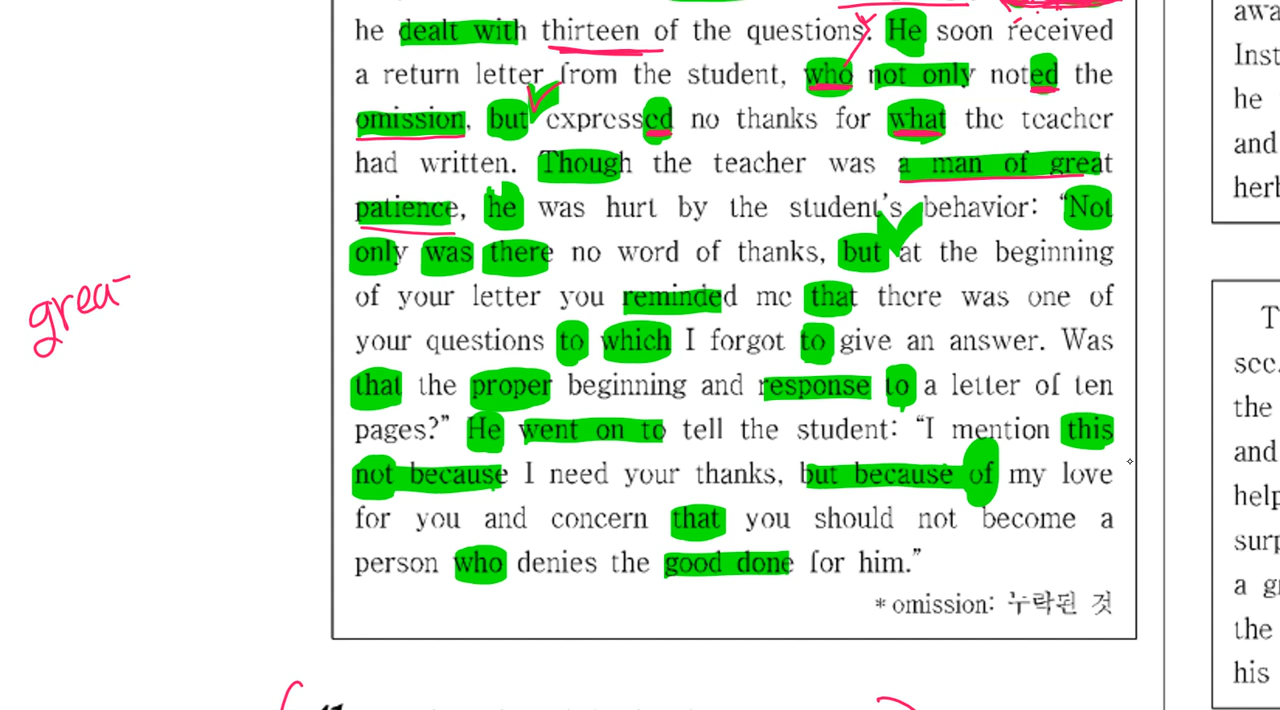 he dealt with thirteen of the questions. He soon received
a return letter from the student, who not only noted the
omission, but expressed no thanks for what the teacher
had written. Though the teacher was a man of great
patience, he was hurt by the student's behavior: “Not
only was there no word of thanks, but at the beginning
of your letter you reminded me that there was one of
your questions to which I forgot to give an answer. Was
that the proper beginning and response to a letter of ten
pages?” He went on to tell the student: “I mention this
not because I need your thanks, but because of my love
for you and concern that you should not become a
person who denies the good done for him.”
* omission: 누락된 것
grea
Inst
he
and
herb
T
see.
the
and
help
surp
a g
the
his